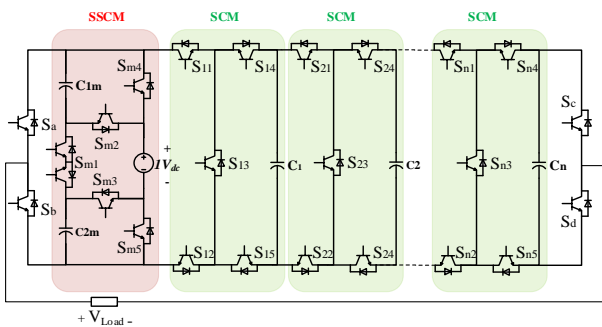 SSCM SCM SCM SCM
S11 S14 S21 S24 Sn1 Sn4
Sm4
C1m
Sa Sc
Sm2
Sm1 + 1Vdc - S13 C1 S23 C2 Sn3 Cn
Sm3
Sb Sd
C2m
Sm5
S12 S15 S22 S24 Sn2 Sn5
+ VLoad -